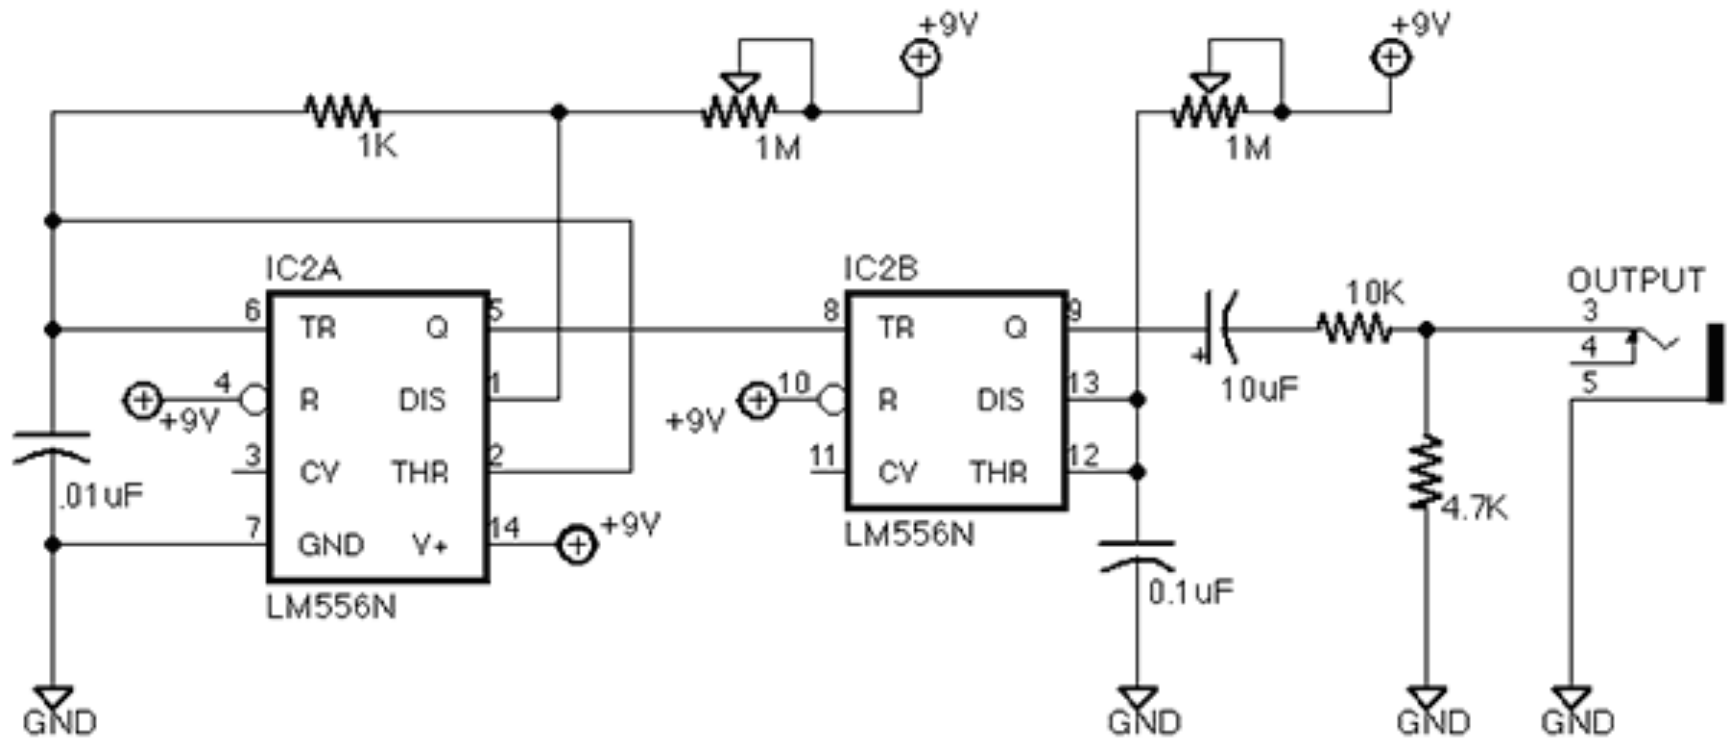 +9V
+9V
1K
1M
1M
IC2A
IC2B
OUTPUT
6 TR Q 5
8 TR Q 9
10K
3
4
5
+9V
4 R DIS 1
+9V
10 R DIS 13
10uF
+
3 CV THR 2
11 CV THR 12
.01uF
4.7K
7 GND V+ 14
+9V
LM556N
LM556N
0.1uF
GND
GND
GND
GND